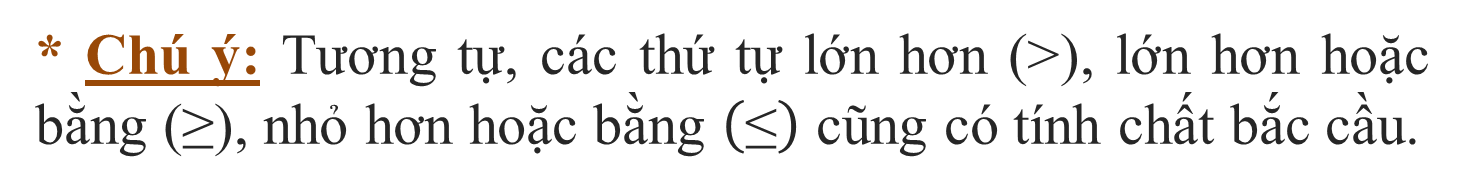 * Chú ý: Tương tự, các thứ tự lớn hơn (>), lớn hơn hoặc
bằng (≥), nhỏ hơn hoặc bằng (≤) cũng có tính chất bắc cầu.